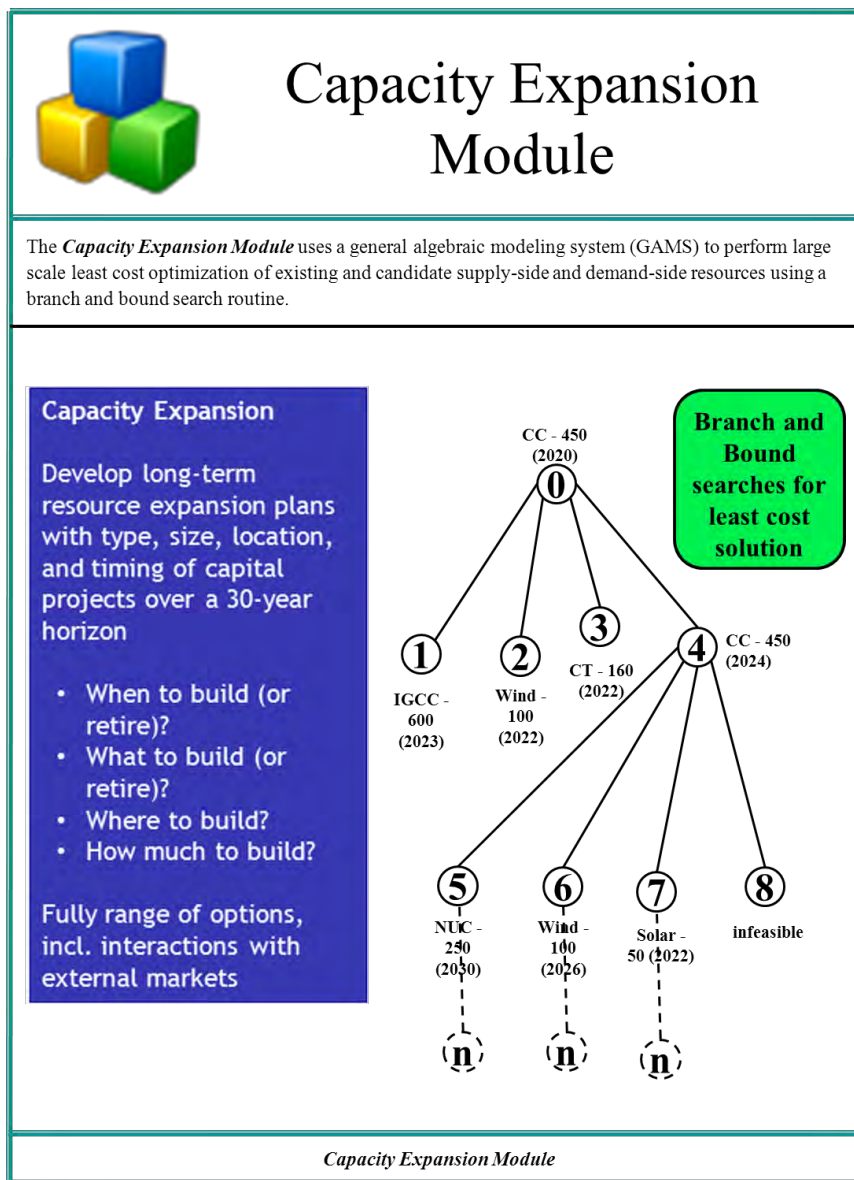 Capacity Expansion
Module
The Capacity Expansion Module uses a general algebraic modeling system (GAMS) to perform large
scale least cost optimization of existing and candidate supply-side and demand-side resources using a
branch and bound search routine.
Capacity Expansion
Develop long-term
resource expansion plans
with type, size, location,
and timing of capital
projects over a 30-year
horizon
• When to build (or
retire)?
• What to build (or
retire)?
• Where to build?
• How much to build?
Fully range of options,
incl. interactions with
external markets
Branch and
Bound
searches for
least cost
solution
CC - 450
(2020)
0
1
IGCC -
600
(2023)
2
Wind -
100
(2022)
3
CT - 160
(2022)
4
CC - 450
(2024)
5
NUC -
250
(2030)
6
Wind -
100
(2026)
7
Solar -
50 (2022)
8
infeasible
n
n
n
Capacity Expansion Module